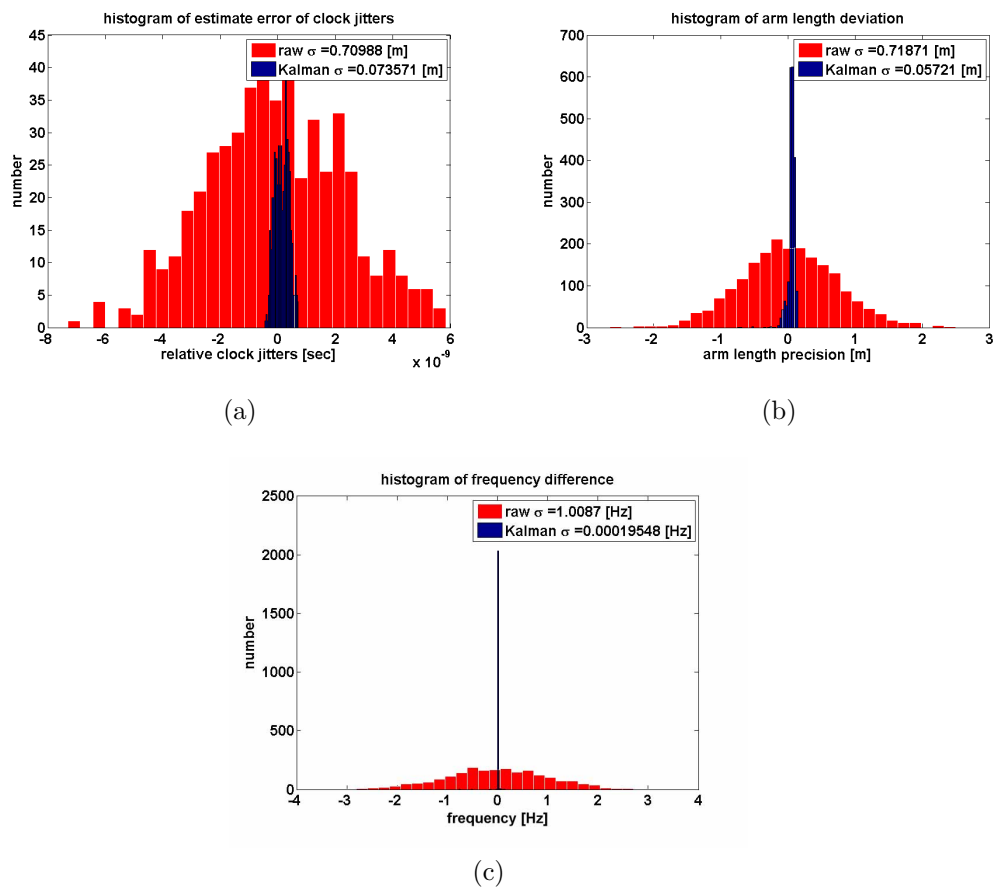 histogram of estimate error of clock jitters
raw σ =0.70988 [m]
Kalman σ =0.073571 [m]
45
40
35
30
25
20
15
10
5
0
number
-8
-6
-4
-2
0
2
4
6
relative clock jitters [sec]
x 10⁻⁹
(a)
histogram of arm length deviation
raw σ =0.71871 [m]
Kalman σ =0.05721 [m]
700
600
500
400
300
200
100
0
number
-3
-2
-1
0
1
2
3
arm length precision [m]
(b)
histogram of frequency difference
raw σ =1.0087 [Hz]
Kalman σ =0.00019548 [Hz]
2500
2000
1500
1000
500
0
number
-4
-3
-2
-1
0
1
2
3
4
frequency [Hz]
(c)